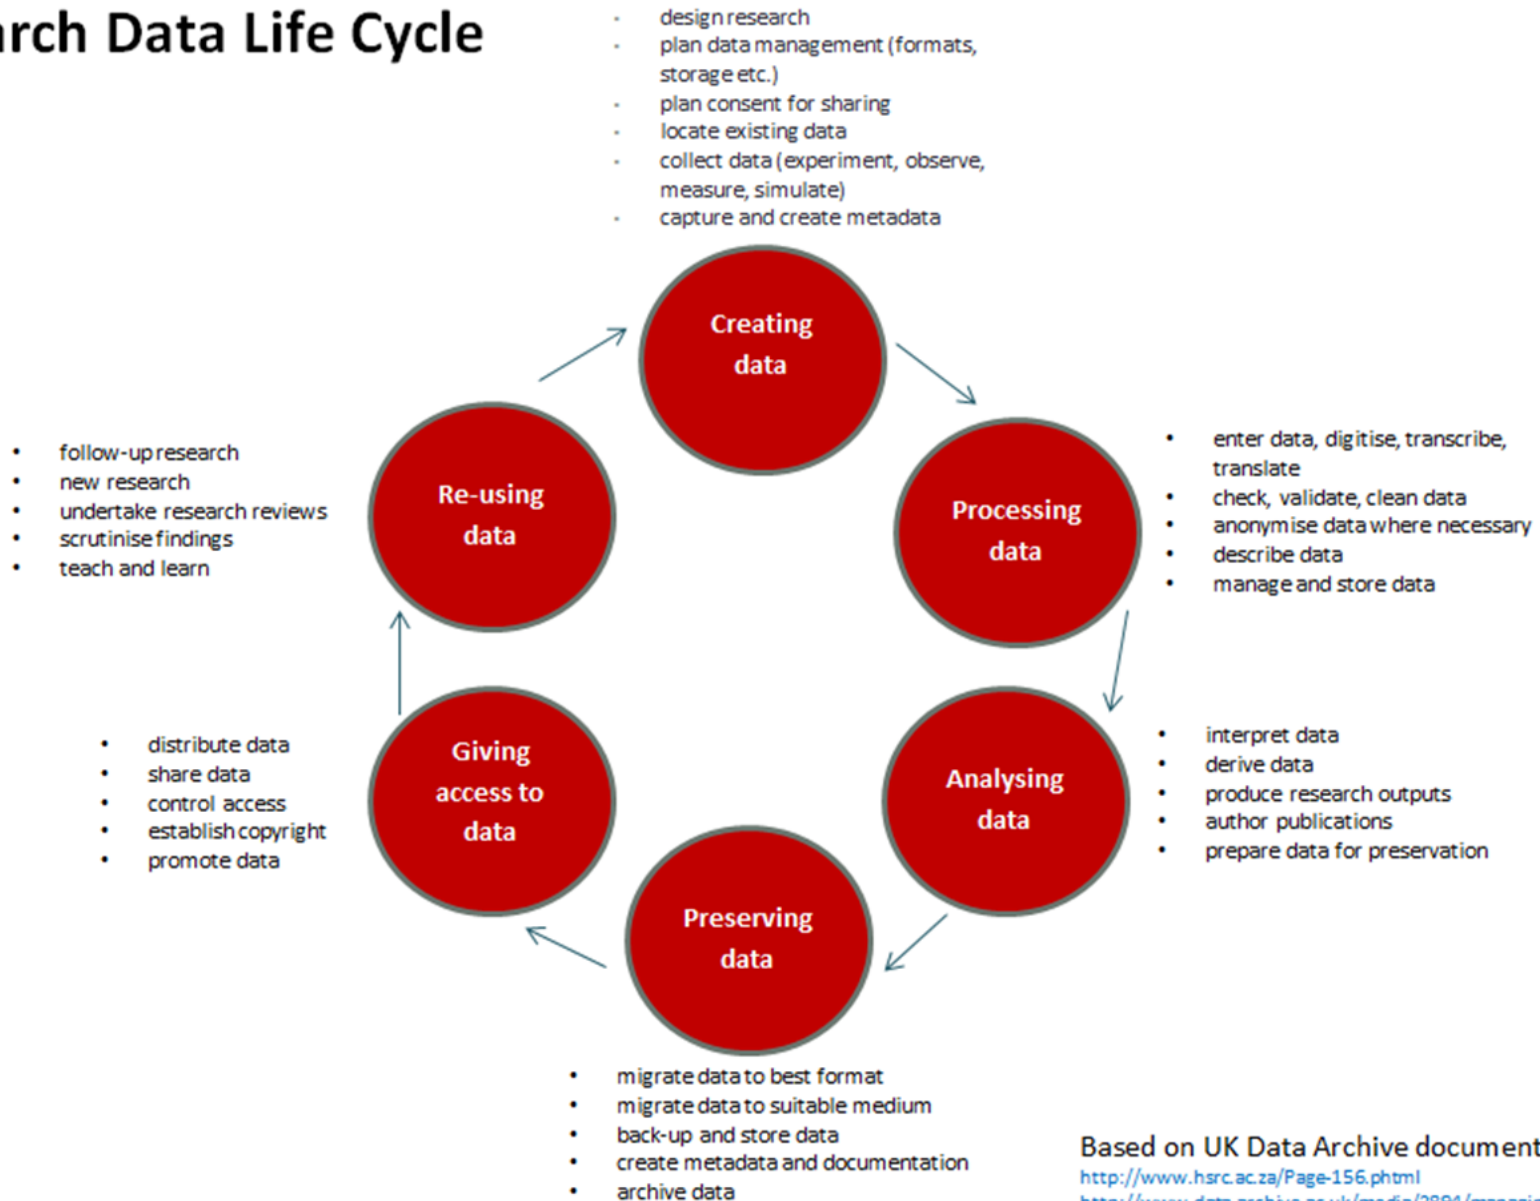 arch Data Life Cycle
- design research
- plan data management (formats,
storage etc.)
- plan consent for sharing
- locate existing data
- collect data (experiment, observe,
measure, simulate)
- capture and create metadata
Creating
data
Processing
data
• enter data, digitise, transcribe,
translate
• check, validate, clean data
• anonymise data where necessary
• describe data
• manage and store data
Analysing
data
• interpret data
• derive data
• produce research outputs
• author publications
• prepare data for preservation
Preserving
data
• migrate data to best format
• migrate data to suitable medium
• back-up and store data
• create metadata and documentation
• archive data
Giving
access to
data
• distribute data
• share data
• control access
• establish copyright
• promote data
Re-using
data
• follow-up research
• new research
• undertake research reviews
• scrutinise findings
• teach and learn
Based on UK Data Archive document
http://www.hsrc.ac.za/Page-156.phtml